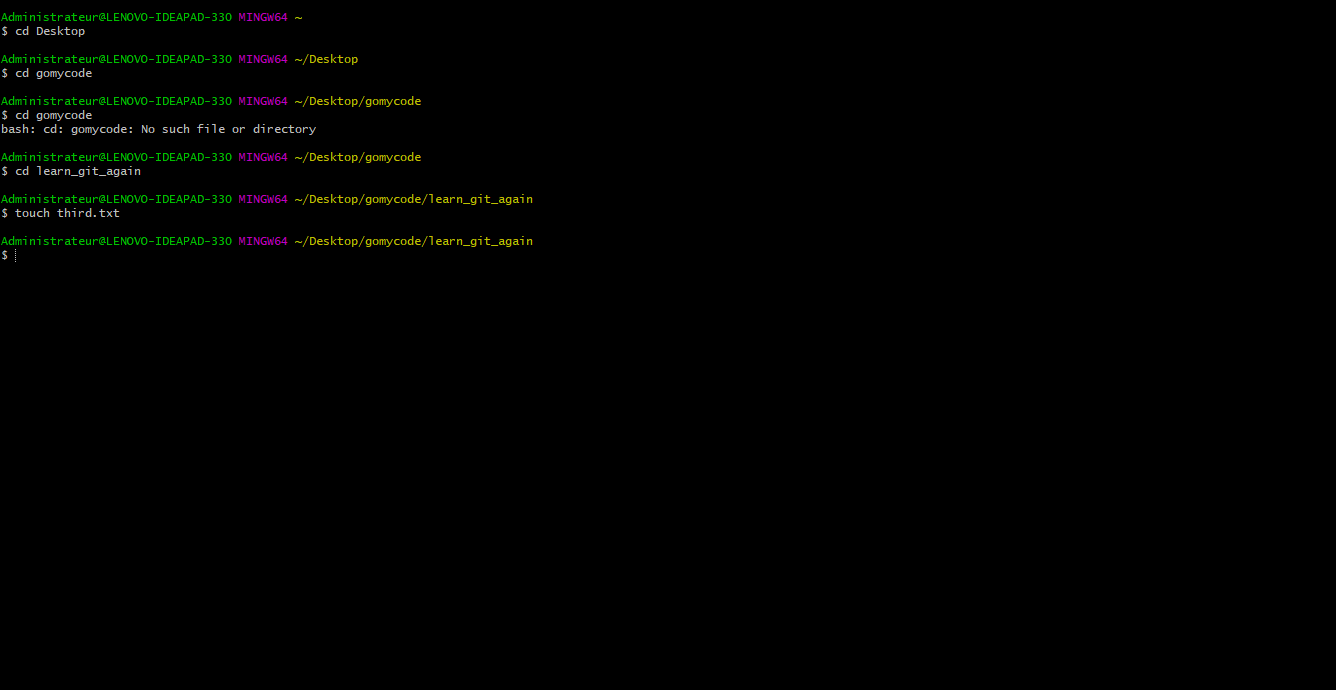 Administrateur@LENOVO-IDEAPAD-330 MINGW64 ~
$ cd Desktop
Administrateur@LENOVO-IDEAPAD-330 MINGW64 ~/Desktop
$ cd gomycode
Administrateur@LENOVO-IDEAPAD-330 MINGW64 ~/Desktop/gomycode
$ cd gomycode
bash: cd: gomycode: No such file or directory
Administrateur@LENOVO-IDEAPAD-330 MINGW64 ~/Desktop/gomycode
$ cd learn_git_again
Administrateur@LENOVO-IDEAPAD-330 MINGW64 ~/Desktop/gomycode/learn_git_again
$ touch third.txt
Administrateur@LENOVO-IDEAPAD-330 MINGW64 ~/Desktop/gomycode/learn_git_again
$